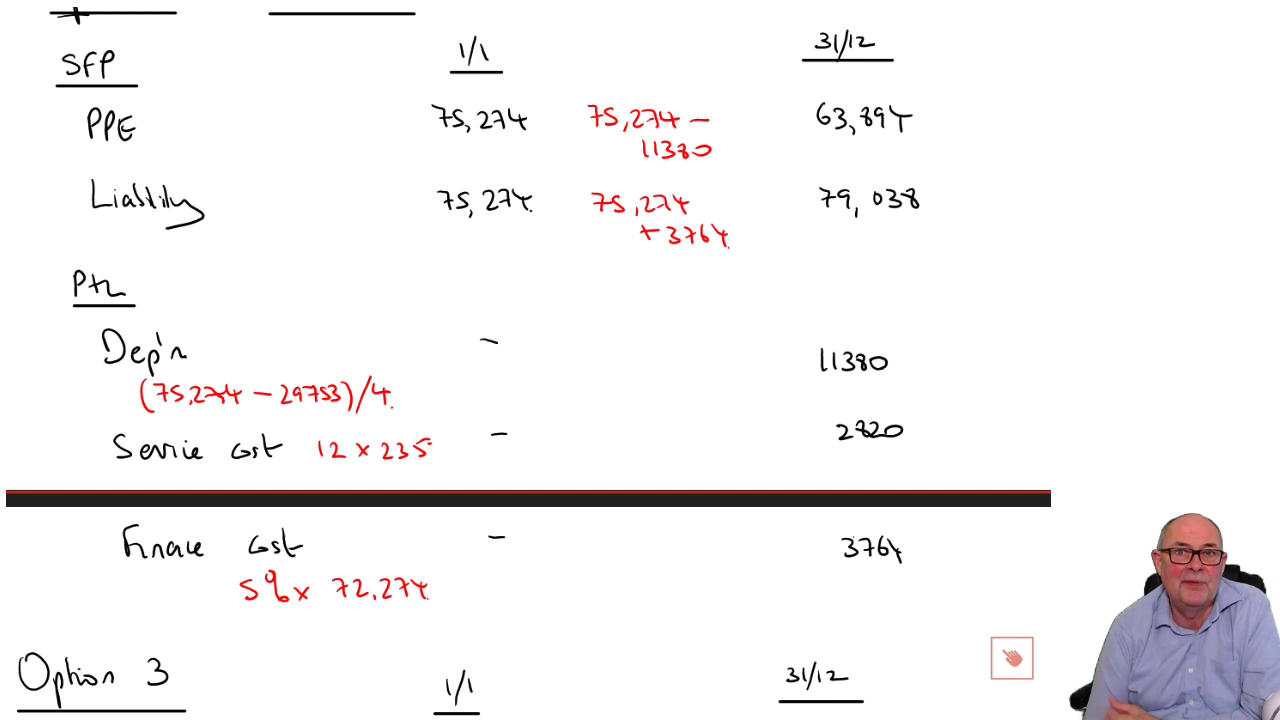 SFP 1/1 31/12
PPE 75,274 75,274 – 63,894
11380
Liability 75,274 75,274 79,038
+ 3764
P+L
Dep'n – 11380
(75,274 – 29753)/4
Service cost 12 x 235 – 2820
Finance cost – 3764
5% x 72,274
Option 3 1/1 31/12